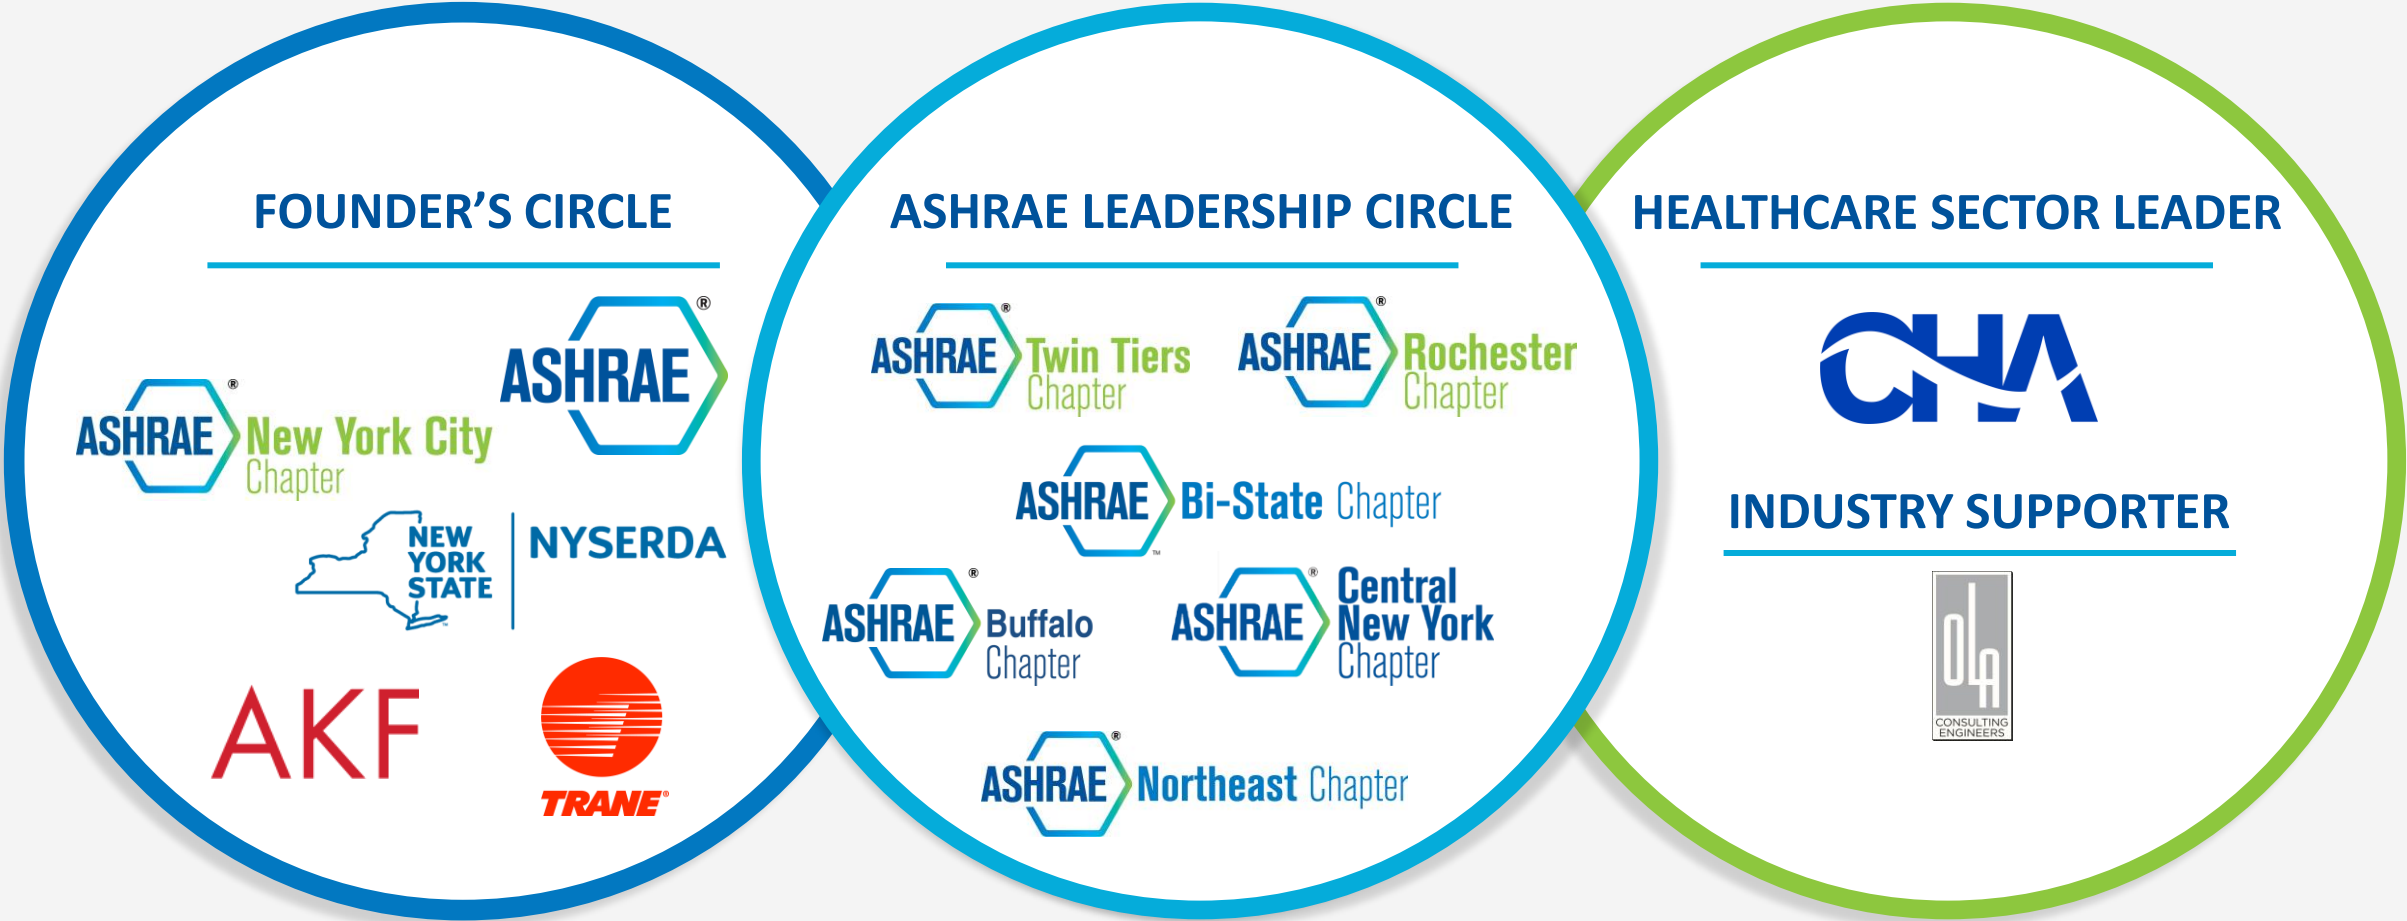 FOUNDER’S CIRCLE
ASHRAE®
ASHRAE®
New York City
Chapter
NEW
YORK
STATE
NYSERDA
AKF
TRANE®
ASHRAE LEADERSHIP CIRCLE
ASHRAE®
Twin Tiers
Chapter
ASHRAE®
Rochester
Chapter
ASHRAE™ Bi-State Chapter
ASHRAE®
Buffalo
Chapter
ASHRAE®
Central
New York
Chapter
ASHRAE® Northeast Chapter
HEALTHCARE SECTOR LEADER
CHA
INDUSTRY SUPPORTER
OLA
CONSULTING
ENGINEERS